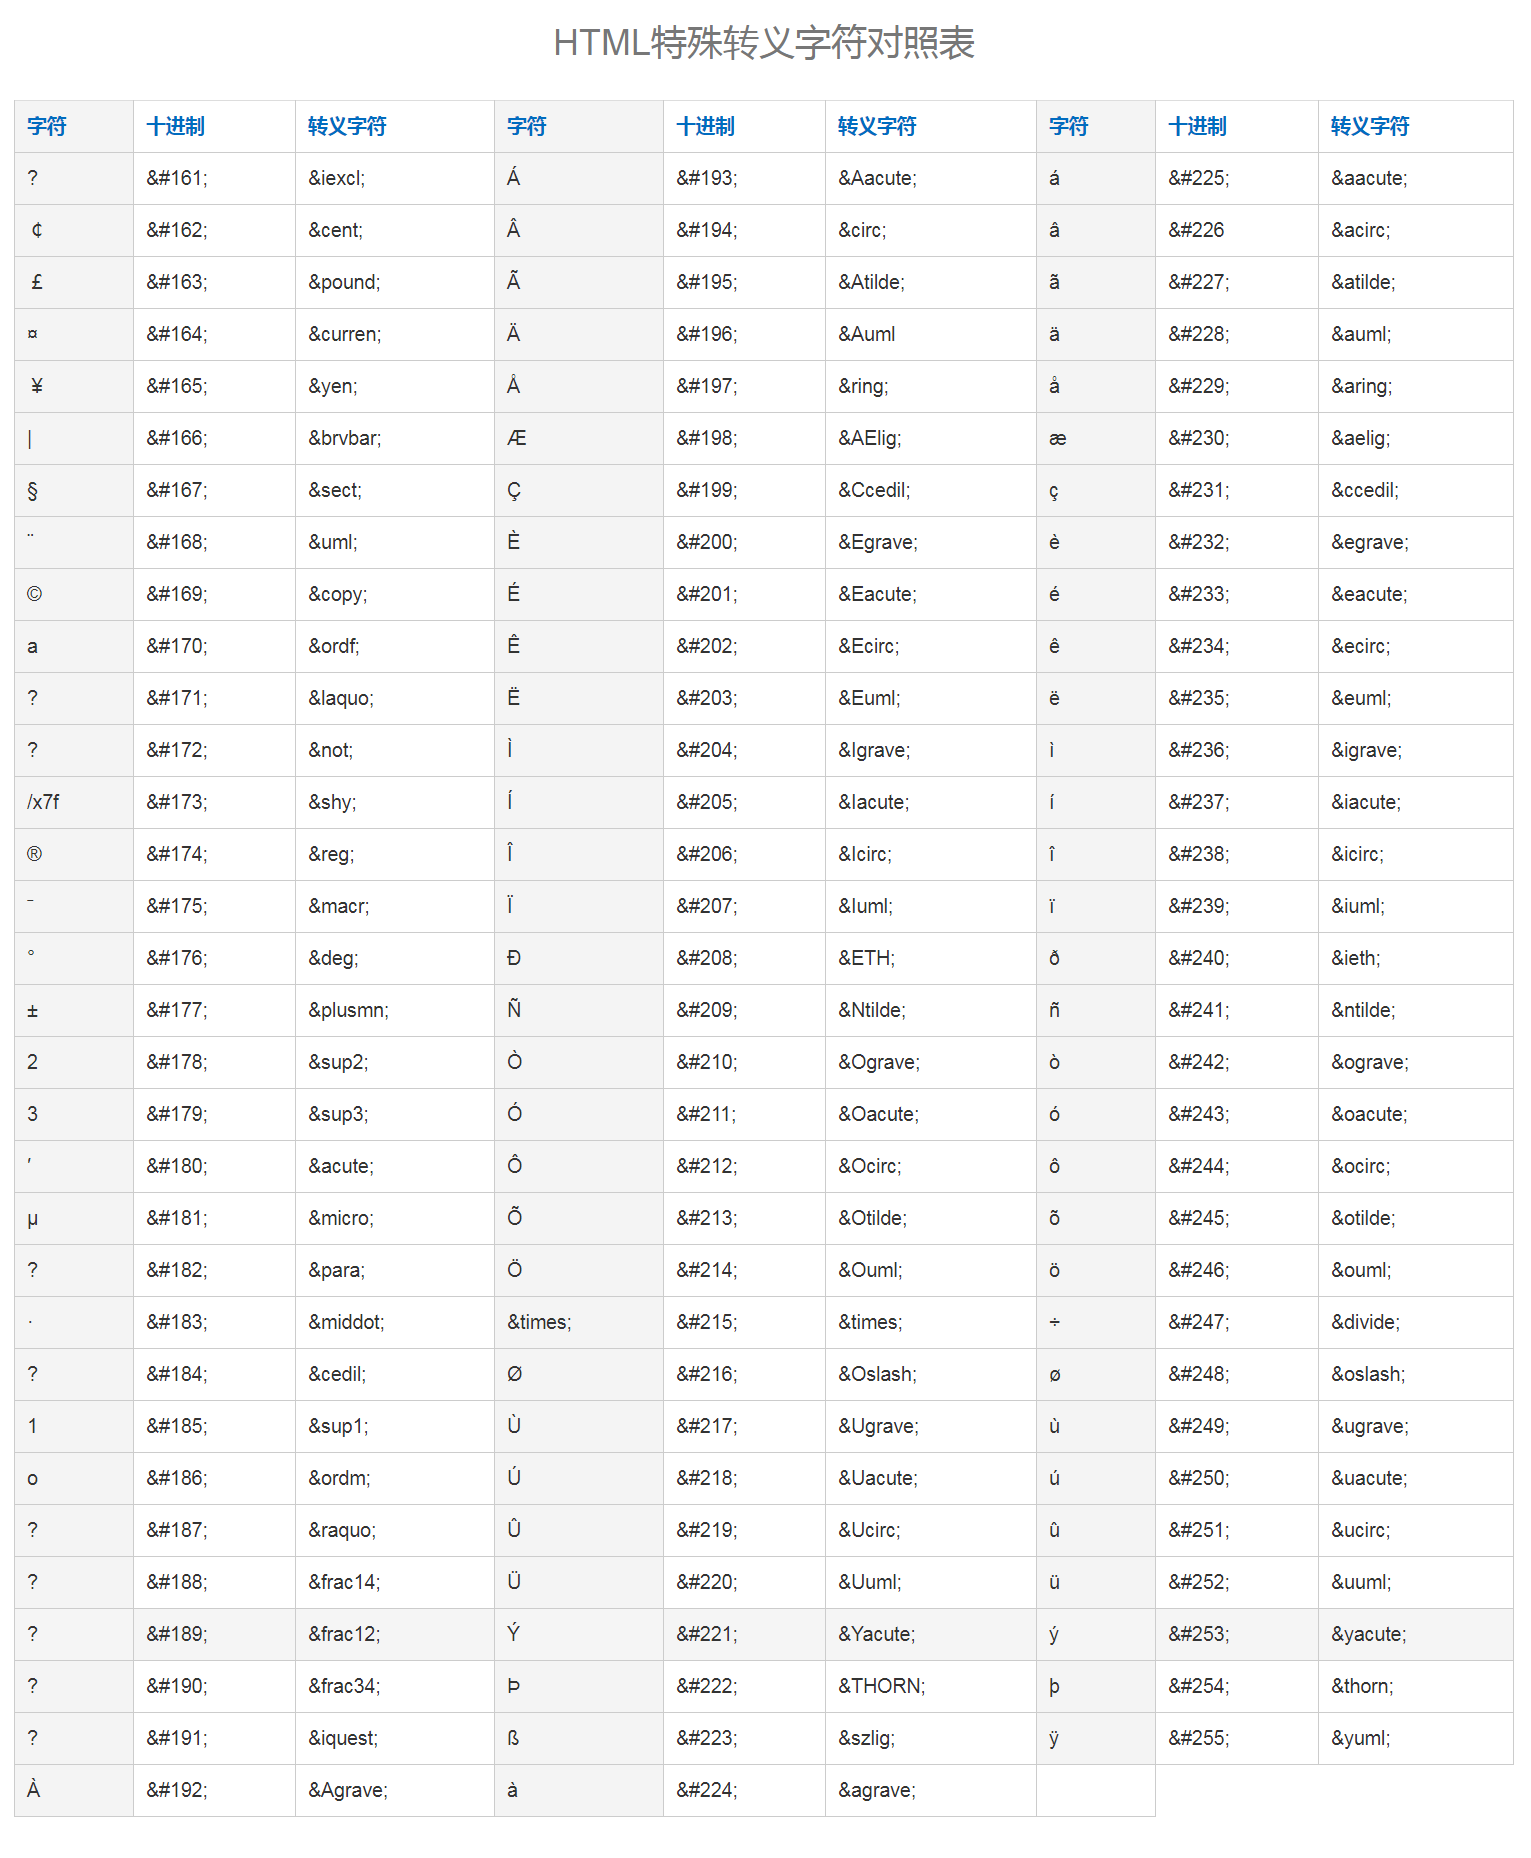 HTML特殊转义字符对照表
字符 十进制 转义字符 字符 十进制 转义字符 字符 十进制 转义字符
? &#161; &iexcl; Á &#193; &Aacute; á &#225; &aacute;
￠ &#162; &cent; Â &#194; &circ; â &#226 &acirc;
￡ &#163; &pound; Ã &#195; &Atilde; ã &#227; &atilde;
¤ &#164; &curren; Ä &#196; &Auml ä &#228; &auml;
￥ &#165; &yen; Å &#197; &ring; å &#229; &aring;
| &#166; &brvbar; Æ &#198; &AElig; æ &#230; &aelig;
§ &#167; &sect; Ç &#199; &Ccedil; ç &#231; &ccedil;
¨ &#168; &uml; È &#200; &Egrave; è &#232; &egrave;
© &#169; &copy; É &#201; &Eacute; é &#233; &eacute;
a &#170; &ordf; Ê &#202; &Ecirc; ê &#234; &ecirc;
? &#171; &laquo; Ë &#203; &Euml; ë &#235; &euml;
? &#172; &not; Ì &#204; &Igrave; ì &#236; &igrave;
/x7f &#173; &shy; Í &#205; &Iacute; í &#237; &iacute;
® &#174; &reg; Î &#206; &Icirc; î &#238; &icirc;
ˉ &#175; &macr; Ï &#207; &Iuml; ï &#239; &iuml;
° &#176; &deg; Ð &#208; &ETH; ð &#240; &ieth;
± &#177; &plusmn; Ñ &#209; &Ntilde; ñ &#241; &ntilde;
2 &#178; &sup2; Ò &#210; &Ograve; ò &#242; &ograve;
3 &#179; &sup3; Ó &#211; &Oacute; ó &#243; &oacute;
′ &#180; &acute; Ô &#212; &Ocirc; ô &#244; &ocirc;
μ &#181; &micro; Õ &#213; &Otilde; õ &#245; &otilde;
? &#182; &para; Ö &#214; &Ouml; ö &#246; &ouml;
· &#183; &middot; &times; &#215; &times; ÷ &#247; &divide;
? &#184; &cedil; Ø &#216; &Oslash; ø &#248; &oslash;
1 &#185; &sup1; Ù &#217; &Ugrave; ù &#249; &ugrave;
o &#186; &ordm; Ú &#218; &Uacute; ú &#250; &uacute;
? &#187; &raquo; Û &#219; &Ucirc; û &#251; &ucirc;
? &#188; &frac14; Ü &#220; &Uuml; ü &#252; &uuml;
? &#189; &frac12; Ý &#221; &Yacute; ý &#253; &yacute;
? &#190; &frac34; Þ &#222; &THORN; þ &#254; &thorn;
? &#191; &iquest; ß &#223; &szlig; ÿ &#255; &yuml;
À &#192; &Agrave; à &#224; &agrave;